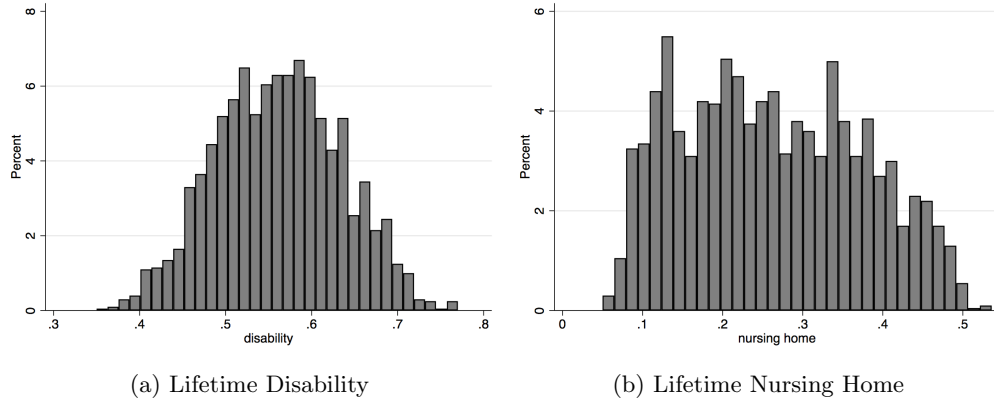 8
6
4
2
0
Percent
.3 .4 .5 .6 .7 .8
disability
(a) Lifetime Disability
6
4
2
0
Percent
0 .1 .2 .3 .4 .5
nursing home
(b) Lifetime Nursing Home